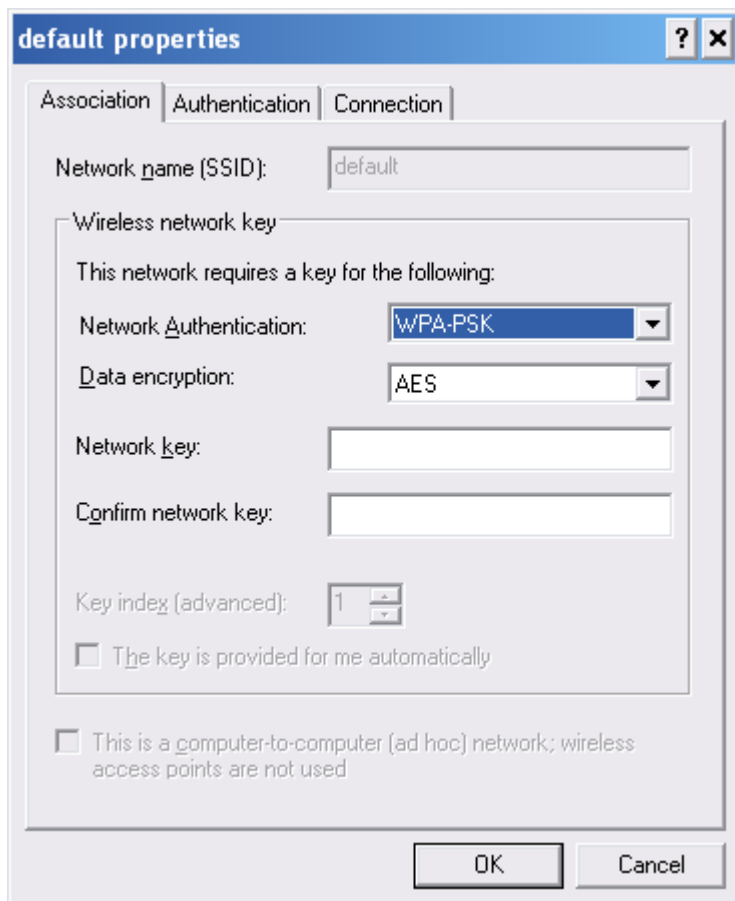 default properties
Association
Authentication
Connection
Network name (SSID):
default
Wireless network key
This network requires a key for the following:
Network Authentication:
WPA-PSK
Data encryption:
AES
Network key:
Confirm network key:
Key index (advanced):
1
The key is provided for me automatically
This is a computer-to-computer (ad hoc) network; wireless
access points are not used
OK
Cancel